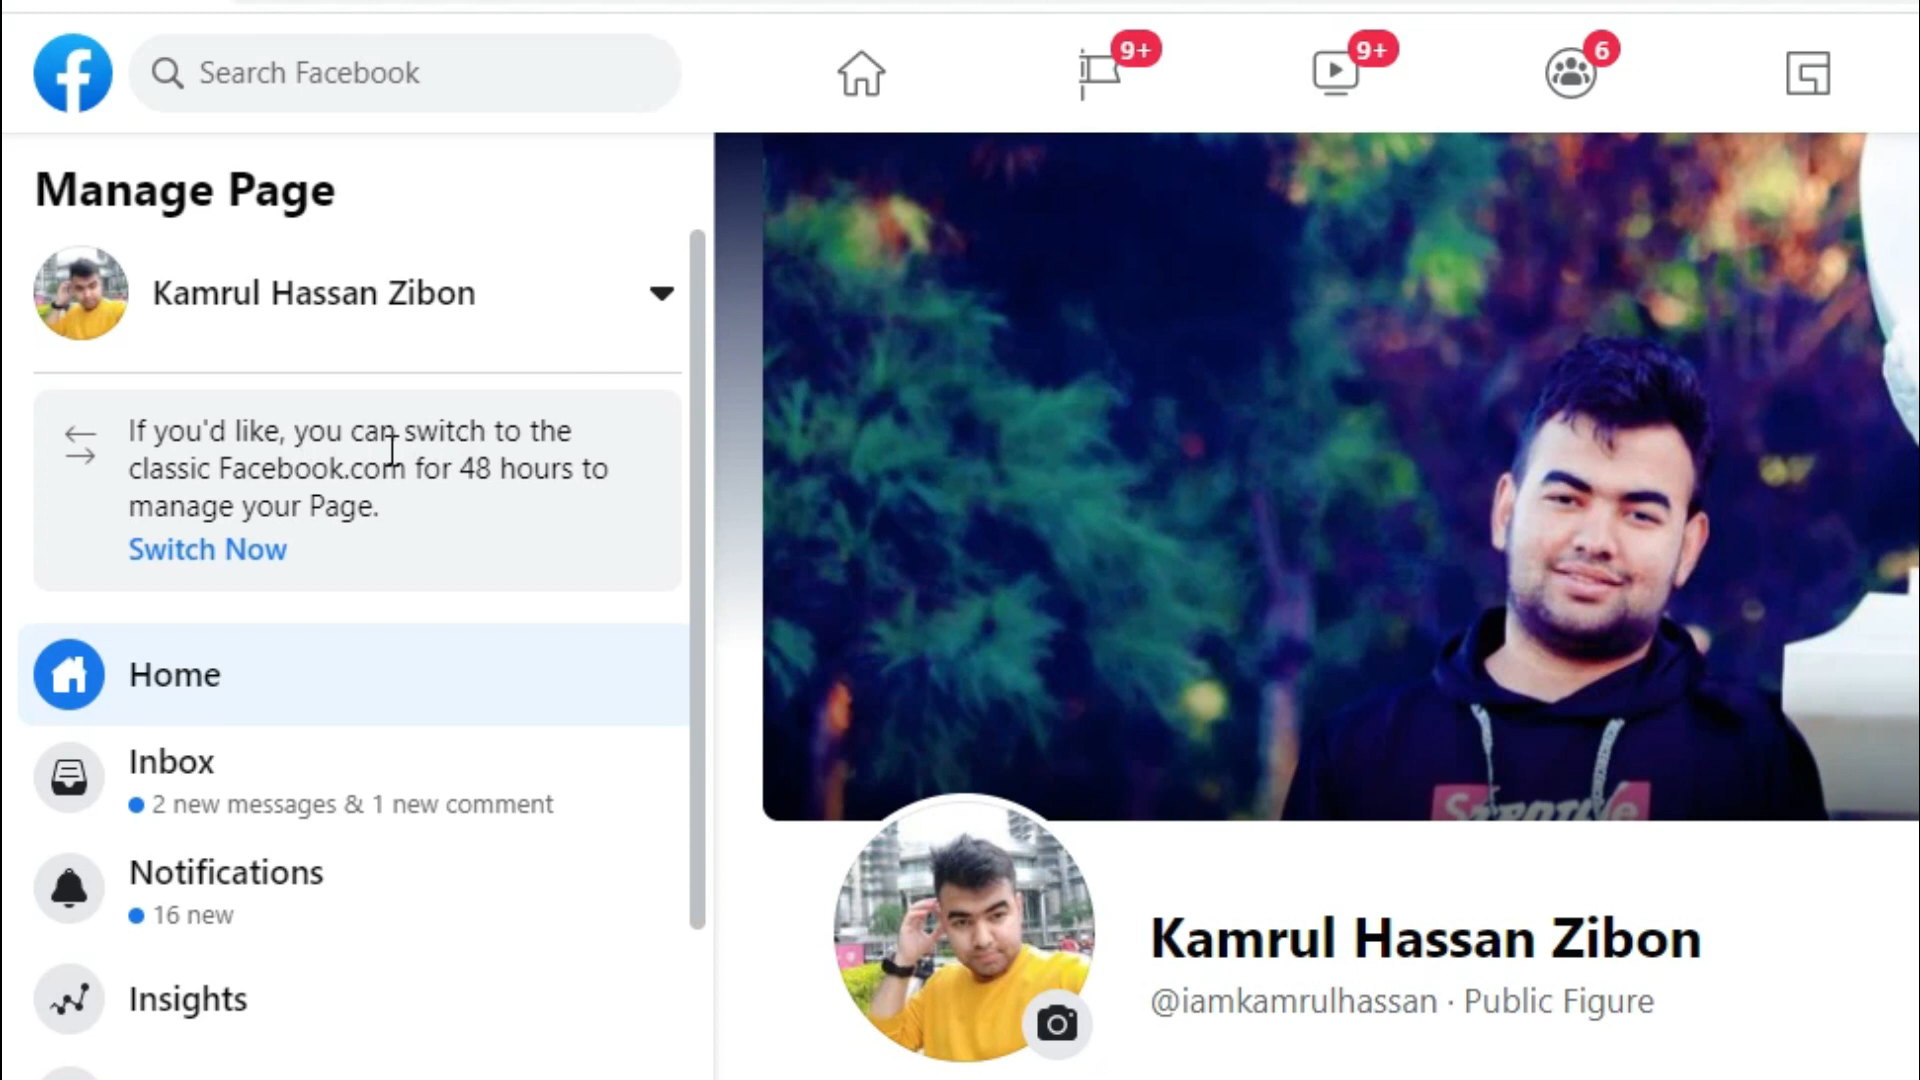 Search Facebook
9+
9+
6
Manage Page
Kamrul Hassan Zibon
If you'd like, you can switch to the
classic Facebook.com for 48 hours to
manage your Page.
Switch Now
Home
Inbox
2 new messages & 1 new comment
Notifications
16 new
Insights
Kamrul Hassan Zibon
@iamkamrulhassan · Public Figure